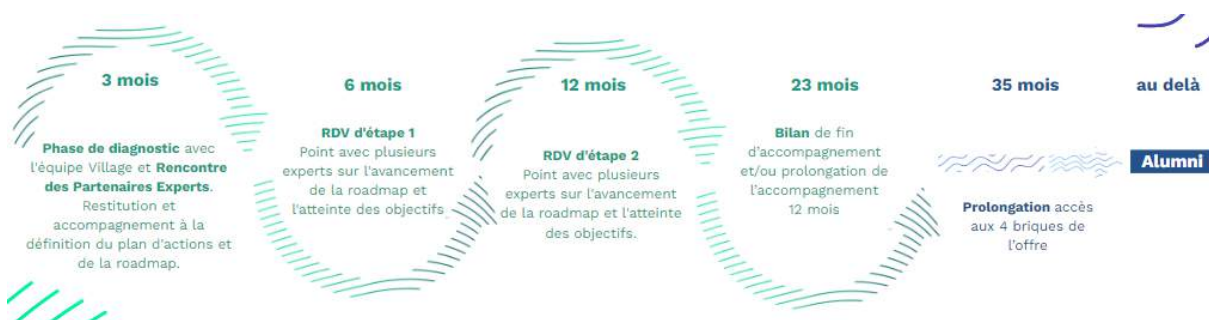 3 mois
Phase de diagnostic avec
l'équipe Village et Rencontre
des Partenaires Experts.
Restitution et
accompagnement à la
définition du plan d'actions et
de la roadmap.
6 mois
RDV d'étape 1
Point avec plusieurs
experts sur l'avancement
de la roadmap et
l'atteinte des objectifs
12 mois
RDV d'étape 2
Point avec plusieurs
experts sur l'avancement
de la roadmap et l'atteinte
des objectifs.
23 mois
Bilan de fin
d'accompagnement
et/ou prolongation de
l'accompagnement
12 mois
35 mois
Prolongation accès
aux 4 briques de
l'offre
au delà
Alumni